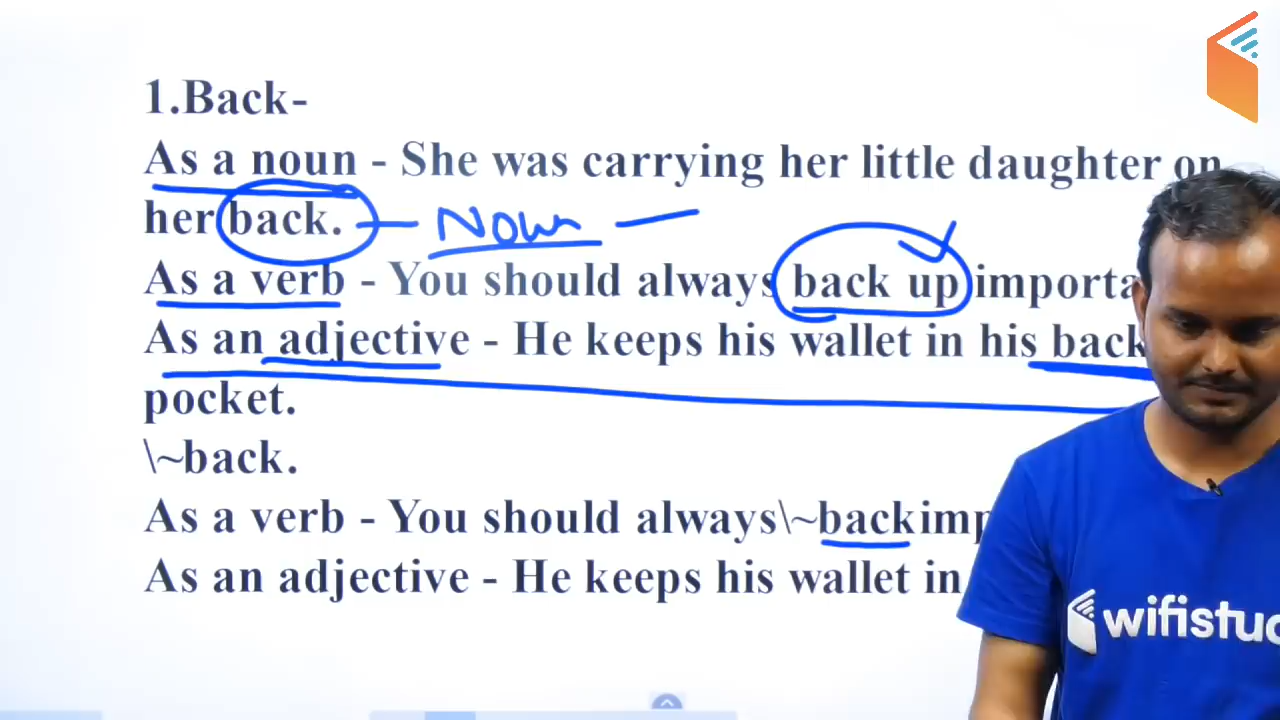 1.Back-
As a noun - She was carrying her little daughter on
her back. - Noun -
As a verb - You should always back up importa
As an adjective - He keeps his wallet in his back
pocket.
\~back.
As a verb - You should always\~backimp
As an adjective - He keeps his wallet in
wifistud